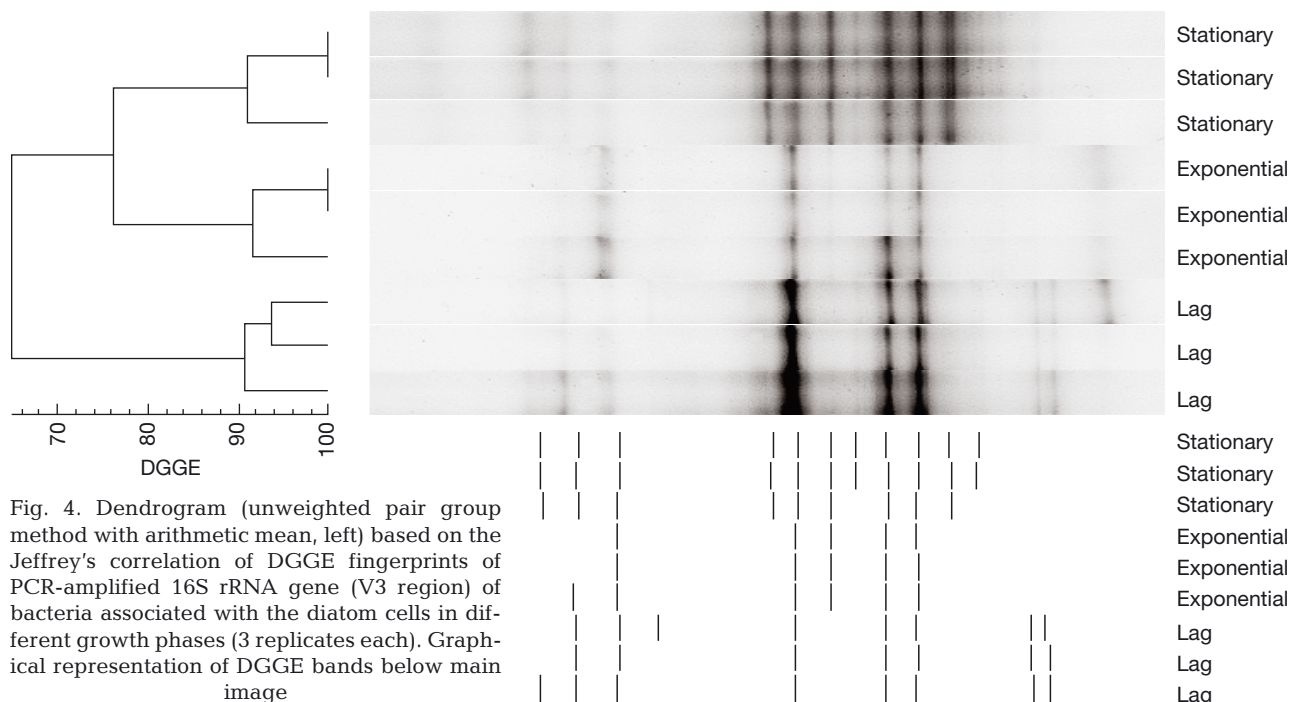 Stationary
Stationary
Stationary
Exponential
Exponential
Exponential
Lag
Lag
Lag
70 80 90 100
DGGE
Stationary
Stationary
Stationary
Exponential
Exponential
Exponential
Lag
Lag
Lag
Fig. 4. Dendrogram (unweighted pair group
method with arithmetic mean, left) based on the
Jeffrey's correlation of DGGE fingerprints of
PCR-amplified 16S rRNA gene (V3 region) of
bacteria associated with the diatom cells in dif-
ferent growth phases (3 replicates each). Graph-
ical representation of DGGE bands below main
image